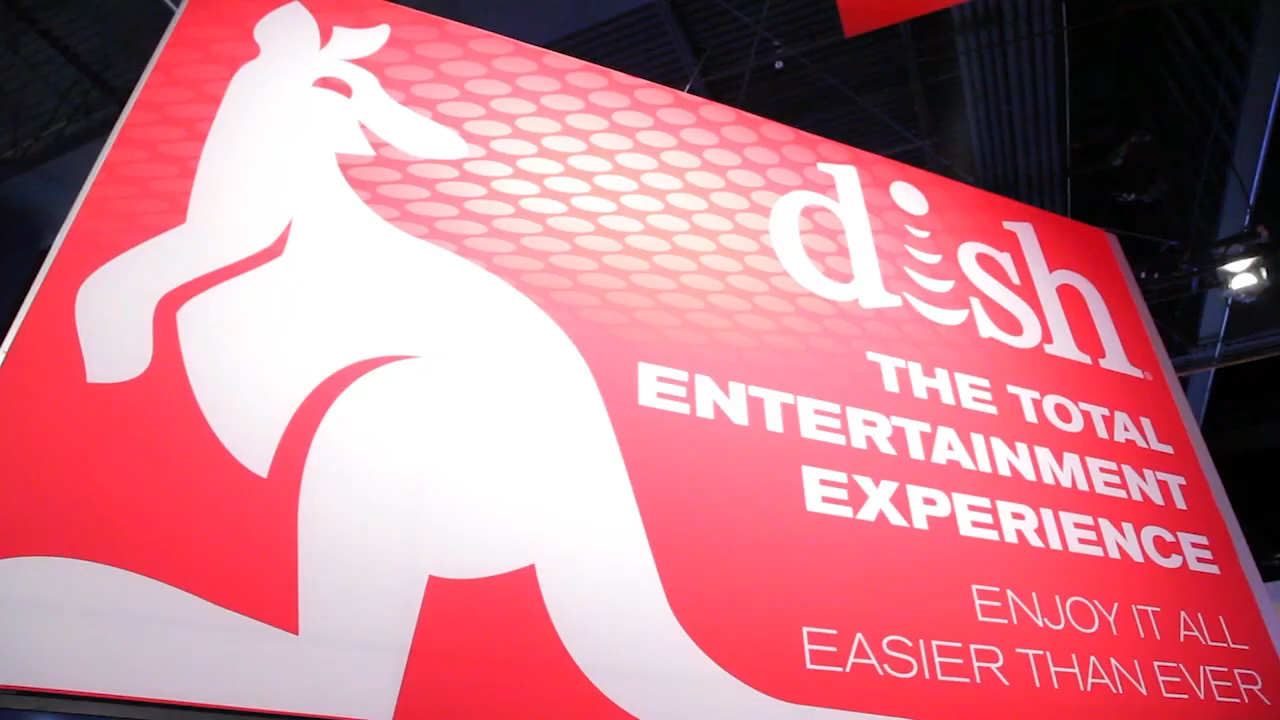 dish
THE TOTAL
ENTERTAINMENT
EXPERIENCE
ENJOY IT ALL
EASIER THAN EVER